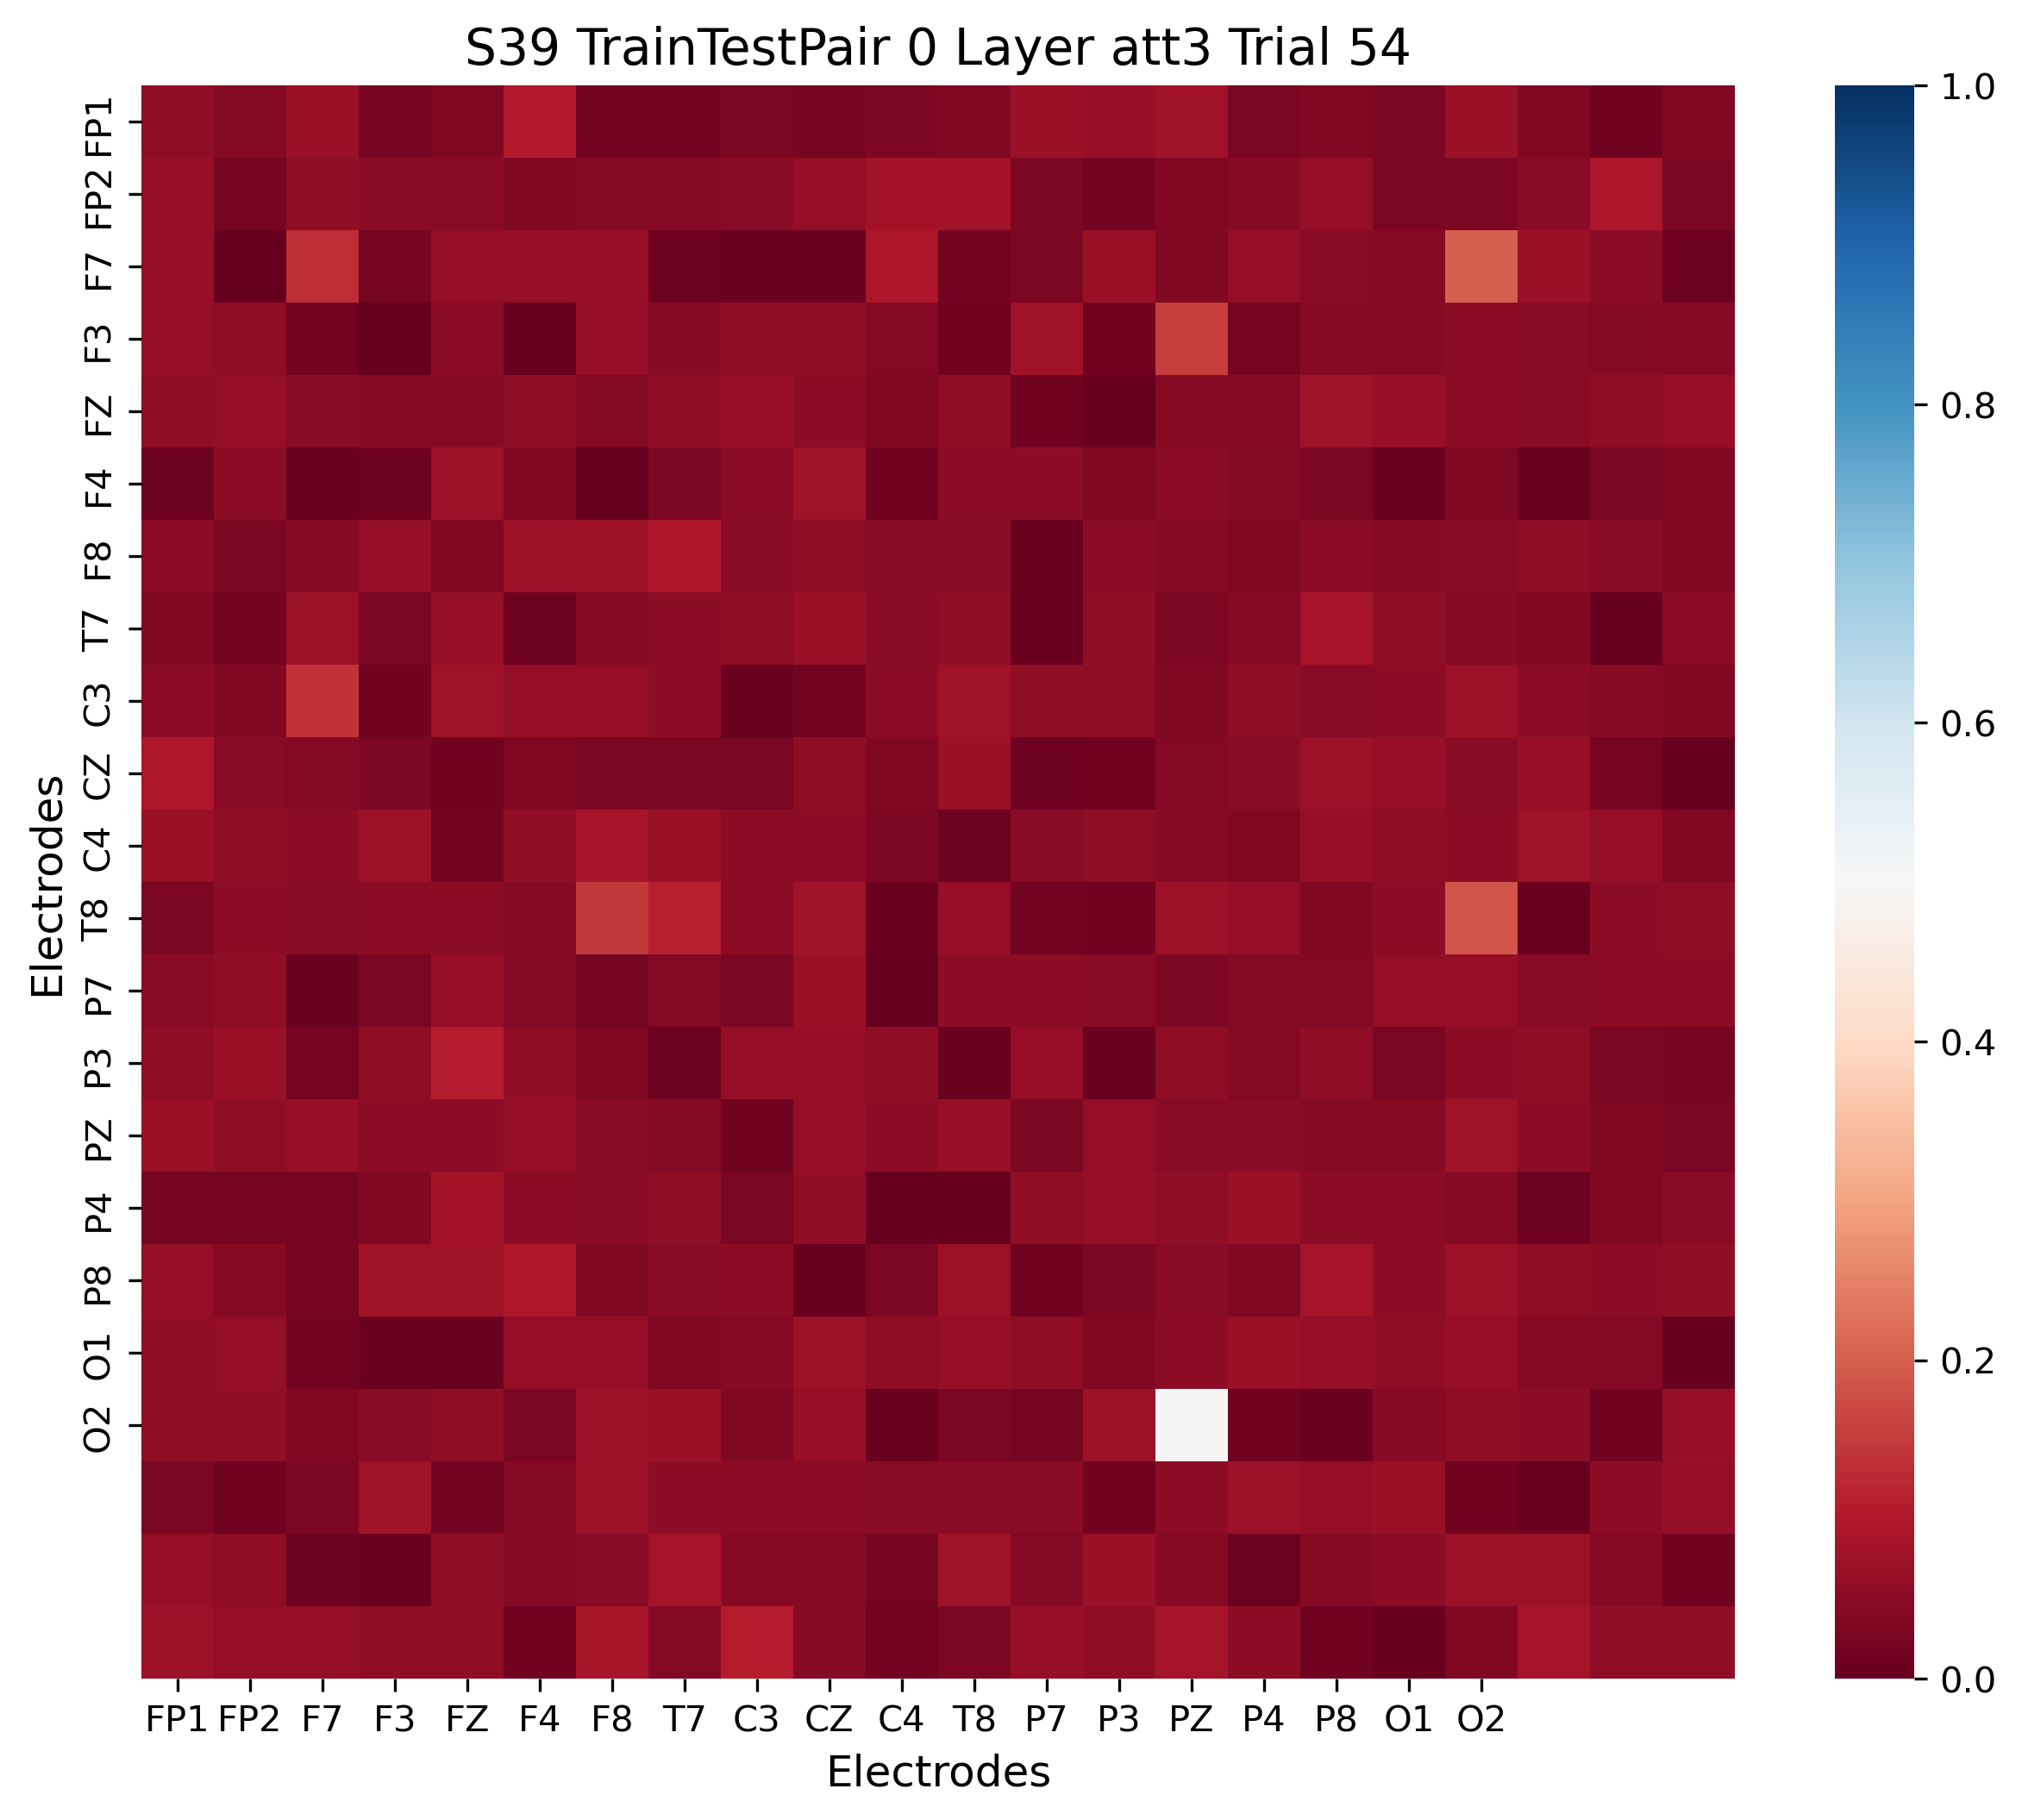 S39 TrainTestPair 0 Layer att3 Trial 54
Electrodes
FP1
FP2
F7
F3
FZ
F4
F8
T7
C3
CZ
C4
T8
P7
P3
PZ
P4
P8
O1
O2
FP1 FP2 F7 F3 FZ F4 F8 T7 C3 CZ C4 T8 P7 P3 PZ P4 P8 O1 O2
Electrodes
1.0
0.8
0.6
0.4
0.2
0.0